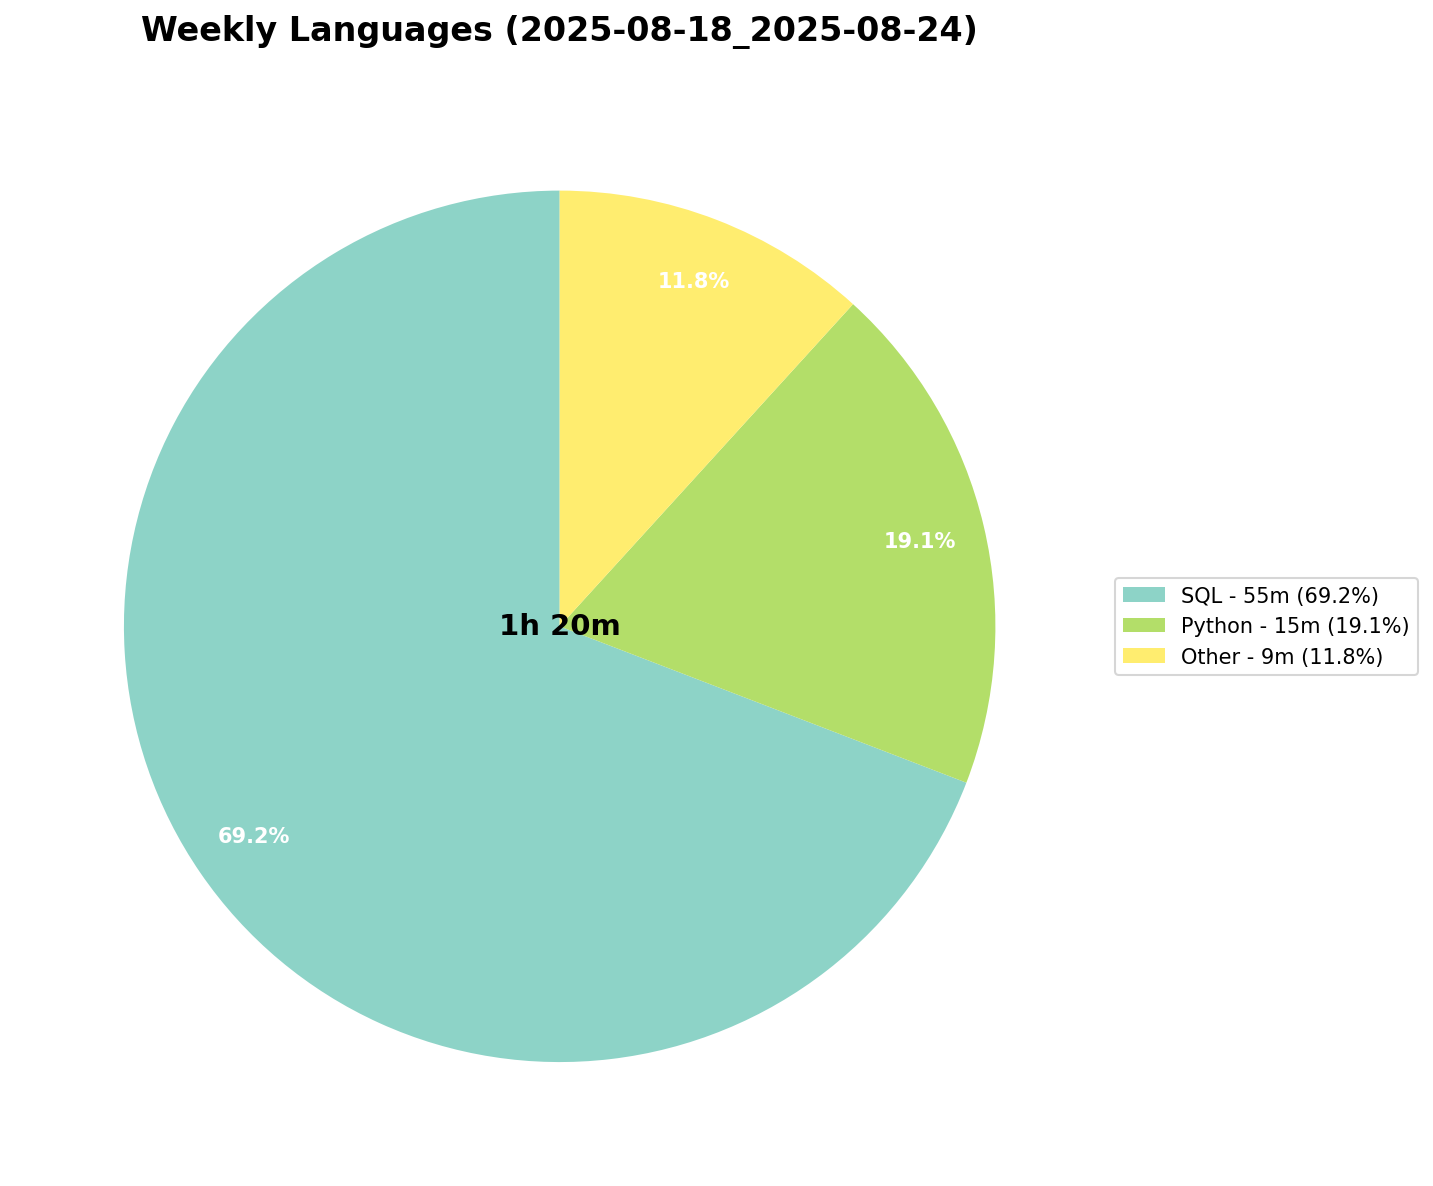 Weekly Languages (2025-08-18_2025-08-24)
11.8%
19.1%
1h 20m
69.2%
SQL - 55m (69.2%)
Python - 15m (19.1%)
Other - 9m (11.8%)